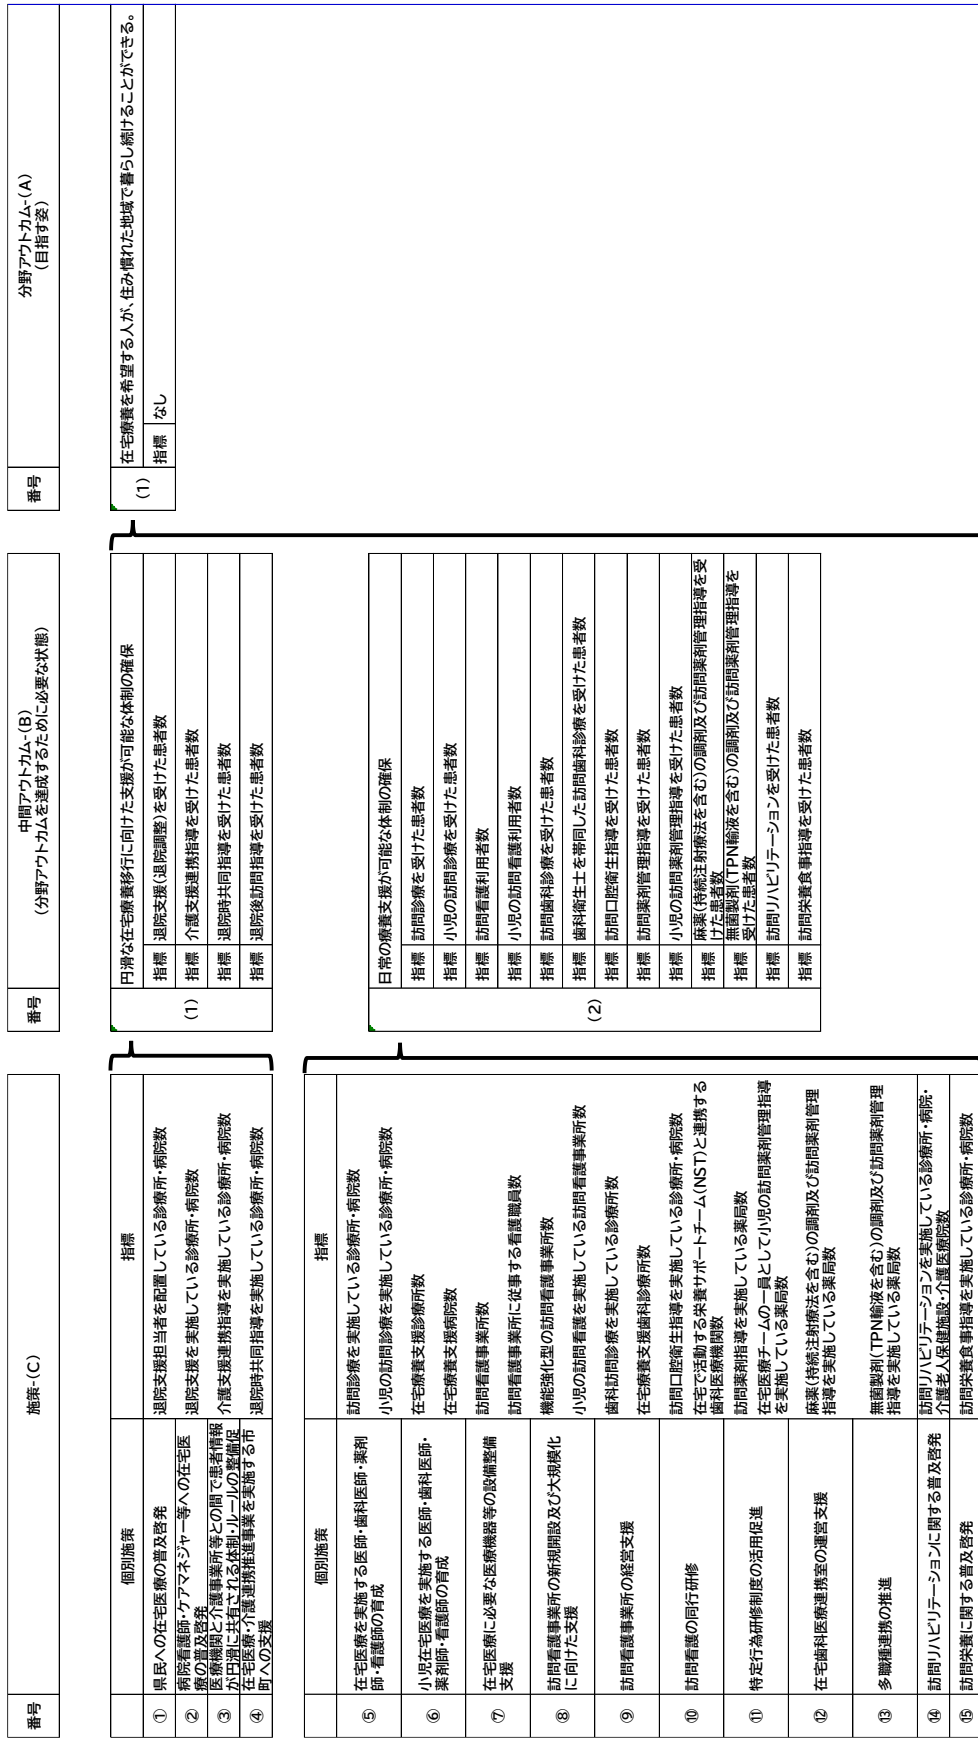 番号
施策-(C)
番号
中間アウトカム-(B)
(分野アウトカムを達成するために必要な状態)
番号
分野アウトカム-(A)
(目指す姿)
個別施策
指標
①
県民への在宅医療の普及啓発
退院支援担当者を配置している診療所・病院数
②
病院看護師・ケアマネジャー等への在宅医
療の普及啓発
退院支援を実施している診療所・病院数
③
医療機関と介護事業所等との間で患者情報
が円滑に共有される体制・ルールの整備促
介護支援連携指導を実施している診療所・病院数
④
在宅医療・介護連携推進事業を実施する市
町への支援
退院時共同指導を実施している診療所・病院数
(1)
円滑な在宅療養移行に向けた支援が可能な体制の確保
指標 退院支援(退院調整)を受けた患者数
指標 介護支援連携指導を受けた患者数
指標 退院時共同指導を受けた患者数
指標 退院後訪問指導を受けた患者数
(1)
在宅療養を希望する人が、住み慣れた地域で暮らし続けることができる。
指標 なし
個別施策
指標
⑤
在宅医療を実施する医師・歯科医師・薬剤
師・看護師の育成
訪問診療を実施している診療所・病院数
小児の訪問診療を実施している診療所・病院数
⑥
小児在宅医療を実施する医師・歯科医師・
薬剤師・看護師の育成
在宅療養支援診療所数
在宅療養支援病院数
⑦
在宅医療に必要な医療機器等の設備整備
支援
訪問看護事業所数
訪問看護事業所に従事する看護職員数
⑧
訪問看護事業所の新規開設及び大規模化
に向けた支援
機能強化型の訪問看護事業所数
小児の訪問看護を実施している訪問看護事業所数
⑨
訪問看護事業所の経営支援
歯科訪問診療を実施している診療所数
在宅療養支援歯科診療所数
⑩
訪問看護の同行研修
訪問口腔衛生指導を実施している診療所・病院数
在宅で活動する栄養サポートチーム(NST)と連携する
歯科医療機関数
⑪
特定行為研修制度の活用促進
訪問薬剤指導を実施している薬局数
在宅医療チームの一員として小児の訪問薬剤管理指導
を実施している薬局数
⑫
在宅歯科医療連携室の運営支援
麻薬(持続注射療法を含む)の調剤及び訪問薬剤管理
指導を実施している薬局数
⑬
多職種連携の推進
無菌製剤(TPN輸液を含む)の調剤及び訪問薬剤管理
指導を実施している薬局数
⑭
訪問リハビリテーションに関する普及啓発
訪問リハビリテーションを実施している診療所・病院・
介護老人保健施設・介護医療院数
⑮
訪問栄養に関する普及啓発
訪問栄養食事指導を実施している診療所・病院数
(2)
日常の療養支援が可能な体制の確保
指標 訪問診療を受けた患者数
指標 小児の訪問診療を受けた患者数
指標 訪問看護利用者数
指標 小児の訪問看護利用者数
指標 訪問歯科診療を受けた患者数
指標 歯科衛生士を帯同した訪問歯科診療を受けた患者数
指標 訪問口腔衛生指導を受けた患者数
指標 訪問薬剤管理指導を受けた患者数
指標 小児の訪問薬剤管理指導を受けた患者数
指標 麻薬(持続注射療法を含む)の調剤及び訪問薬剤管理指導を受
けた患者数
指標 無菌製剤(TPN輸液を含む)の調剤及び訪問薬剤管理指導を
受けた患者数
指標 訪問リハビリテーションを受けた患者数
指標 訪問栄養食事指導を受けた患者数